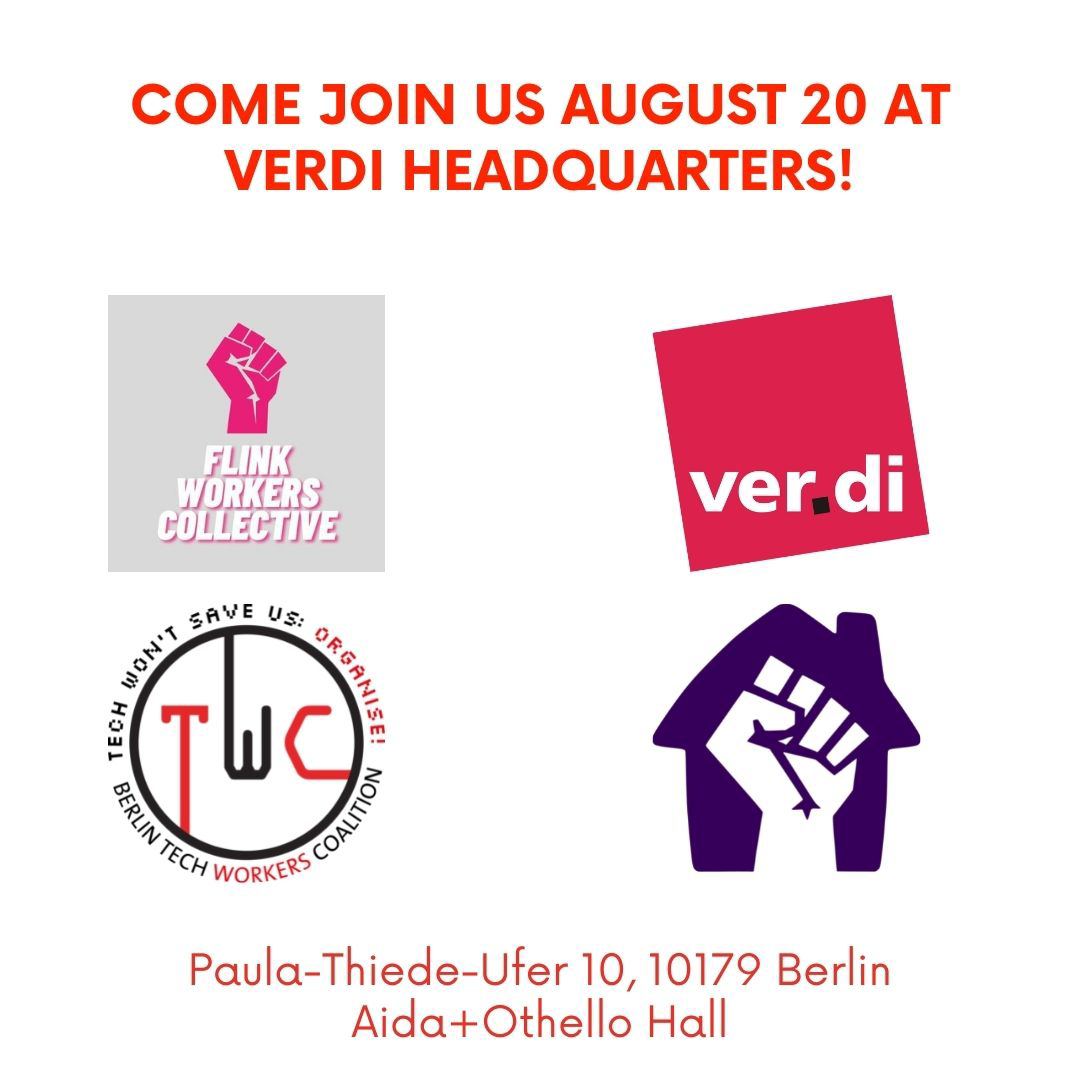 COME JOIN US AUGUST 20 AT
VERDI HEADQUARTERS!
FLINK
WORKERS
COLLECTIVE
ver.di
TECH WON'T SAVE US: ORGANISE!
TWC
BERLIN TECH WORKERS COALITION
Paula-Thiede-Ufer 10, 10179 Berlin
Aida+Othello Hall